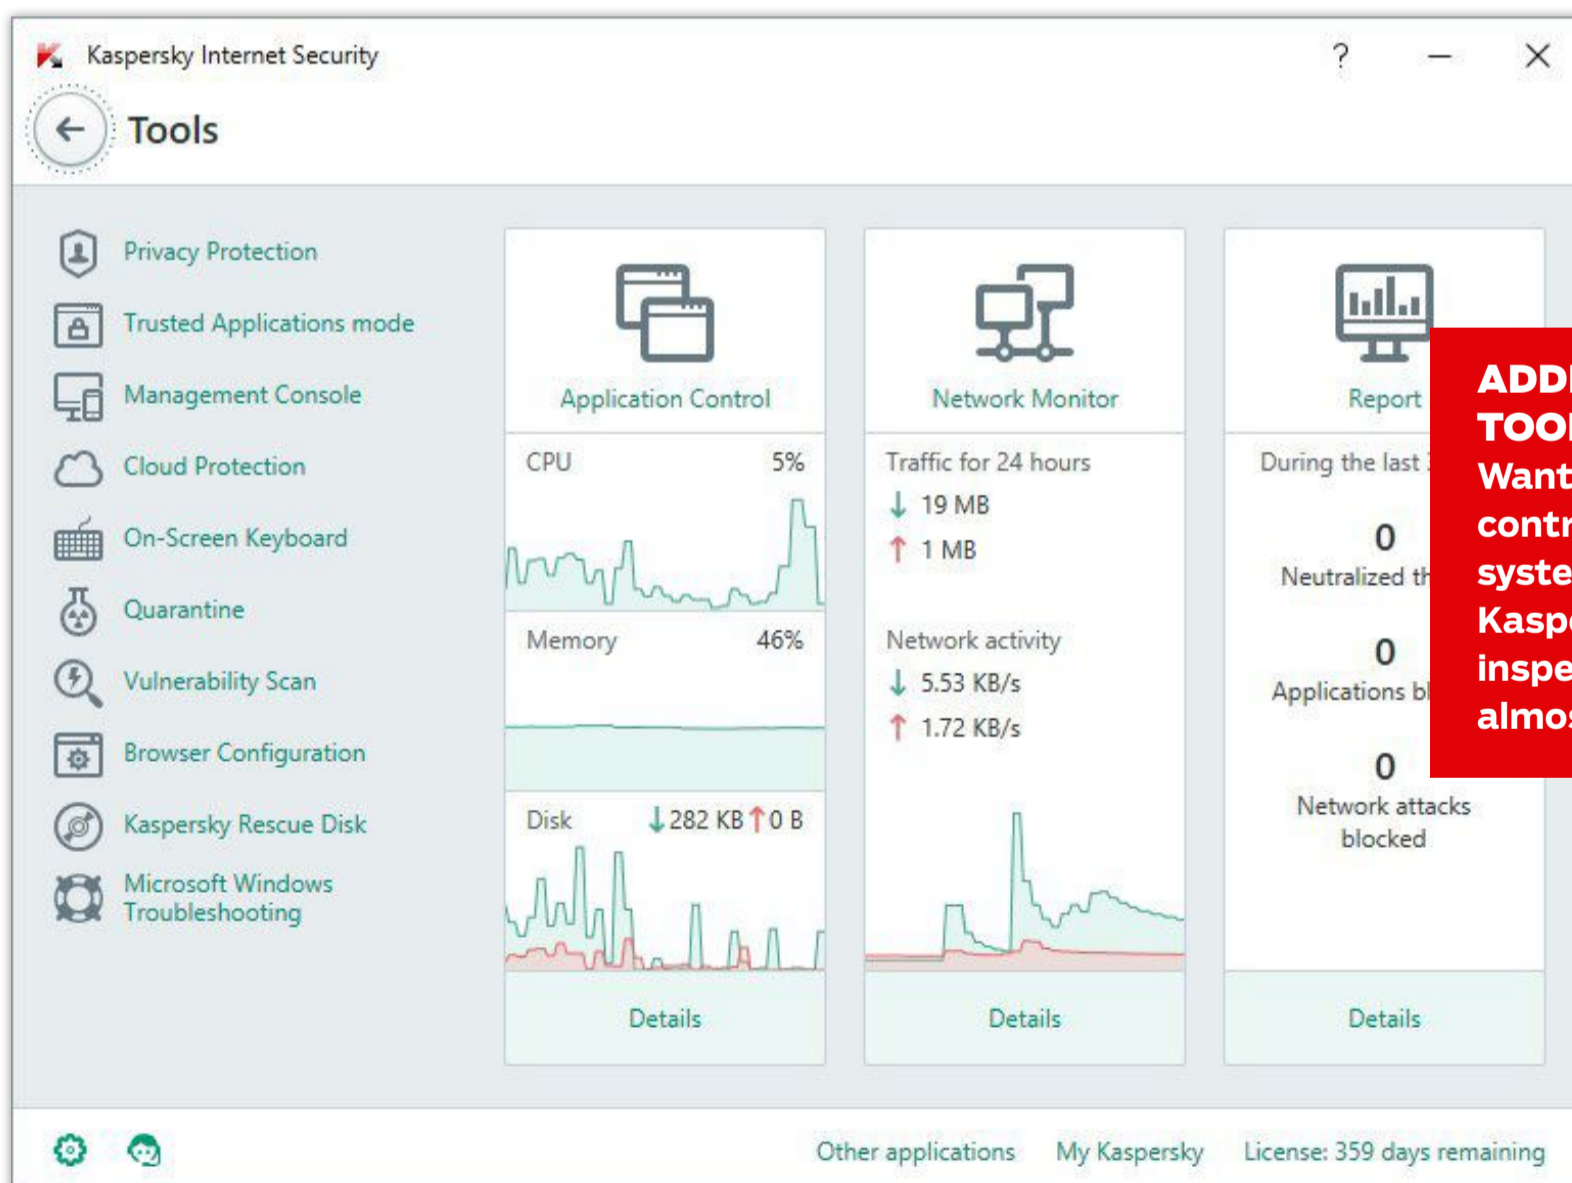 Kaspersky Internet Security
?
Tools
Privacy Protection
Trusted Applications mode
Management Console
Cloud Protection
On-Screen Keyboard
Quarantine
Vulnerability Scan
Browser Configuration
Kaspersky Rescue Disk
Microsoft Windows
Troubleshooting
Application Control
CPU 5%
Memory 46%
Disk ↓282 KB ↑0 B
Details
Network Monitor
Traffic for 24 hours
↓ 19 MB
↑ 1 MB
Network activity
↓ 5.53 KB/s
↑ 1.72 KB/s
Details
Report
During the last
0
Neutralized
0
Applications
0
Network attacks
blocked
Details
Want
Other applications My Kaspersky License: 359 days remaining